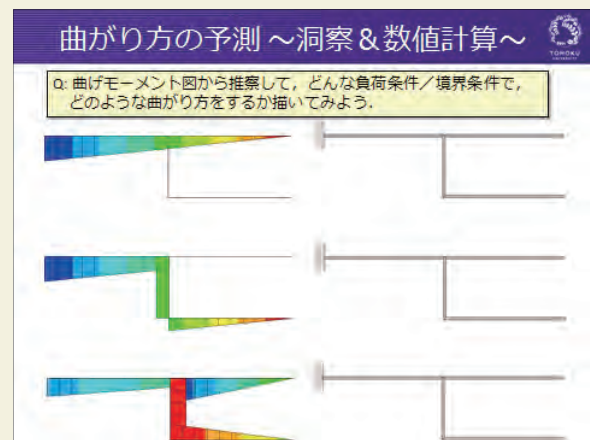 曲がり方の予測 ～洞察＆数値計算～
TOHOKU
UNIVERSITY
Q: 曲げモーメント図から推察して，どんな負荷条件／境界条件で，
どのような曲がり方をするか描いてみよう．